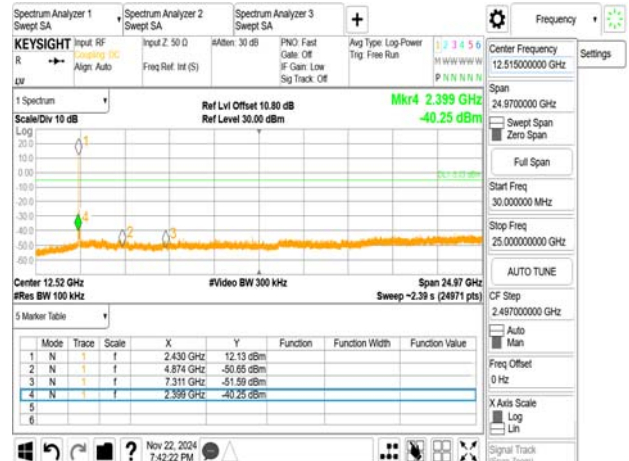 Spectrum Analyzer 1
Swept SA
Spectrum Analyzer 2
Swept SA
Spectrum Analyzer 3
Swept SA
+
Frequency
KEYSIGHT
R
Input: RF
Coupling: DC
Align: Auto
Input Z: 50 Ω
Freq Ref: Int (S)
#Atten: 30 dB
PNO: Fast
Gate: Off
IF Gain: Low
Sig Track: Off
Avg Type: Log-Power
Trig: Free Run
1 2 3 4 5 6
M W W W W W
P N N N N N
1 Spectrum
Scale/Div 10 dB
Ref Lvl Offset 10.80 dB
Ref Level 30.00 dBm
Mkr4 2.399 GHz
-40.25 dBm
Log
20.0
10.0
0.00
-10.0
-20.0
-30.0
-40.0
-50.0
-60.0
1
4
2
3
Center 12.52 GHz
#Res BW 100 kHz
#Video BW 300 kHz
Span 24.97 GHz
Sweep ~2.39 s (24971 pts)
5 Marker Table
Mode Trace Scale X Y Function Function Width Function Value
1 N 1 f 2.430 GHz 12.13 dBm
2 N 1 f 4.874 GHz -50.65 dBm
3 N 1 f 7.311 GHz -51.59 dBm
4 N 1 f 2.399 GHz -40.25 dBm
5
6
Nov 22, 2024
7:42:22 PM
Center Frequency
12.515000000 GHz
Settings
Span
24.9700000 GHz
Swept Span
Zero Span
Full Span
Start Freq
30.000000 MHz
Stop Freq
25.000000000 GHz
AUTO TUNE
CF Step
2.497000000 GHz
Auto
Man
Freq Offset
0 Hz
X Axis Scale
Log
Lin
Signal Track